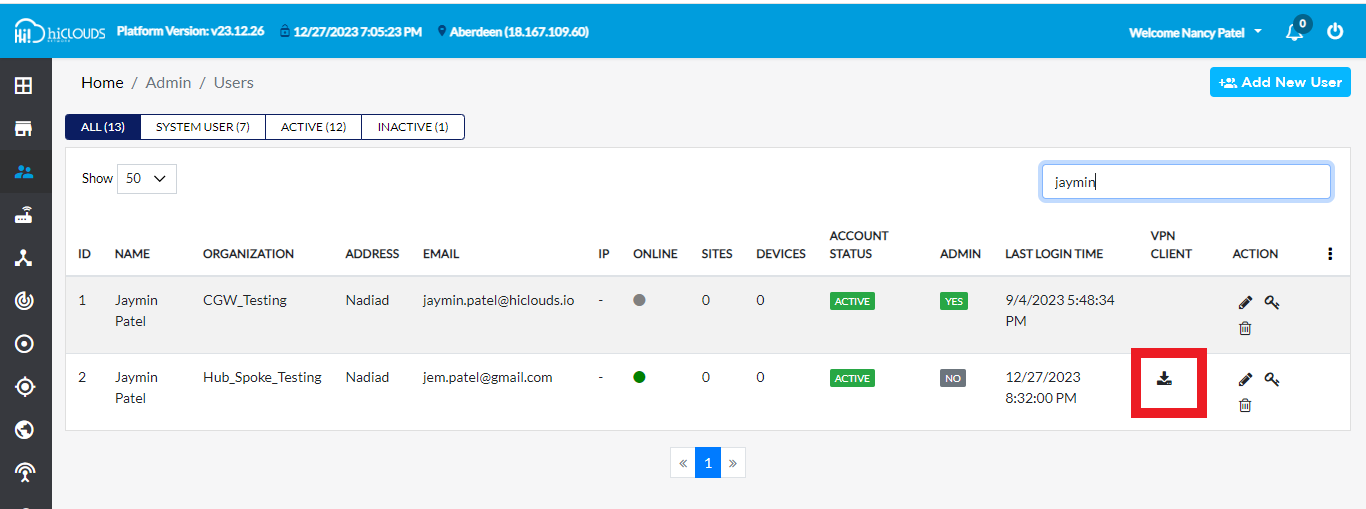 Hi! hiCLOUDS
NETWORK
Platform Version: v23.12.26 12/27/2023 7:05:23 PM Aberdeen (18.167.109.60) Welcome Nancy Patel 0
Home / Admin / Users Add New User
ALL (13) SYSTEM USER (7) ACTIVE (12) INACTIVE (1)
Show 50 jaymin
ID NAME ORGANIZATION ADDRESS EMAIL IP ONLINE SITES DEVICES ACCOUNT STATUS ADMIN LAST LOGIN TIME VPN CLIENT ACTION
1 Jaymin Patel CGW_Testing Nadiad jaymin.patel@hiclouds.io - 0 0 ACTIVE YES 9/4/2023 5:48:34 PM
2 Jaymin Patel Hub_Spoke_Testing Nadiad jem.patel@gmail.com - 0 0 ACTIVE NO 12/27/2023 8:32:00 PM
« 1 »